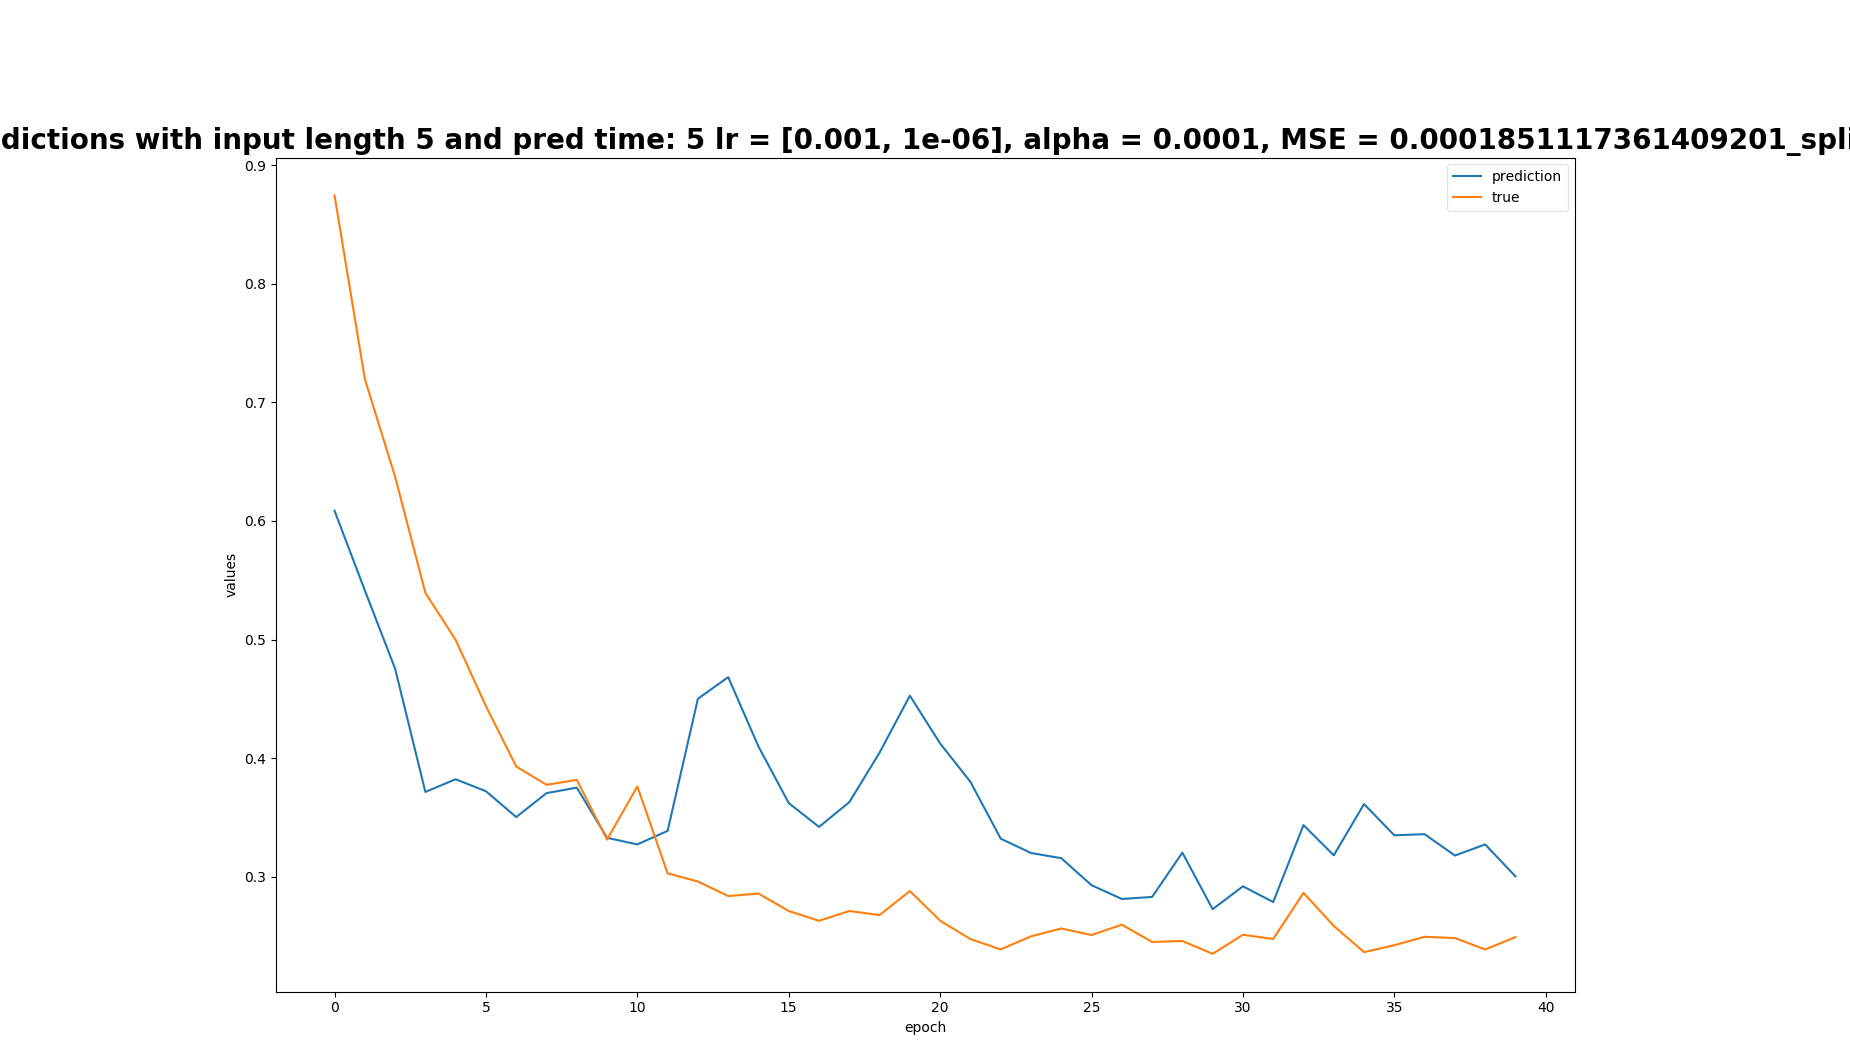 dictions with input length 5 and pred time: 5 lr = [0.001, 1e-06], alpha = 0.0001, MSE = 0.0001851117361409201_spli
prediction
true
0.9
0.8
0.7
0.6
0.5
0.4
0.3
values
0 5 10 15 20 25 30 35 40
epoch